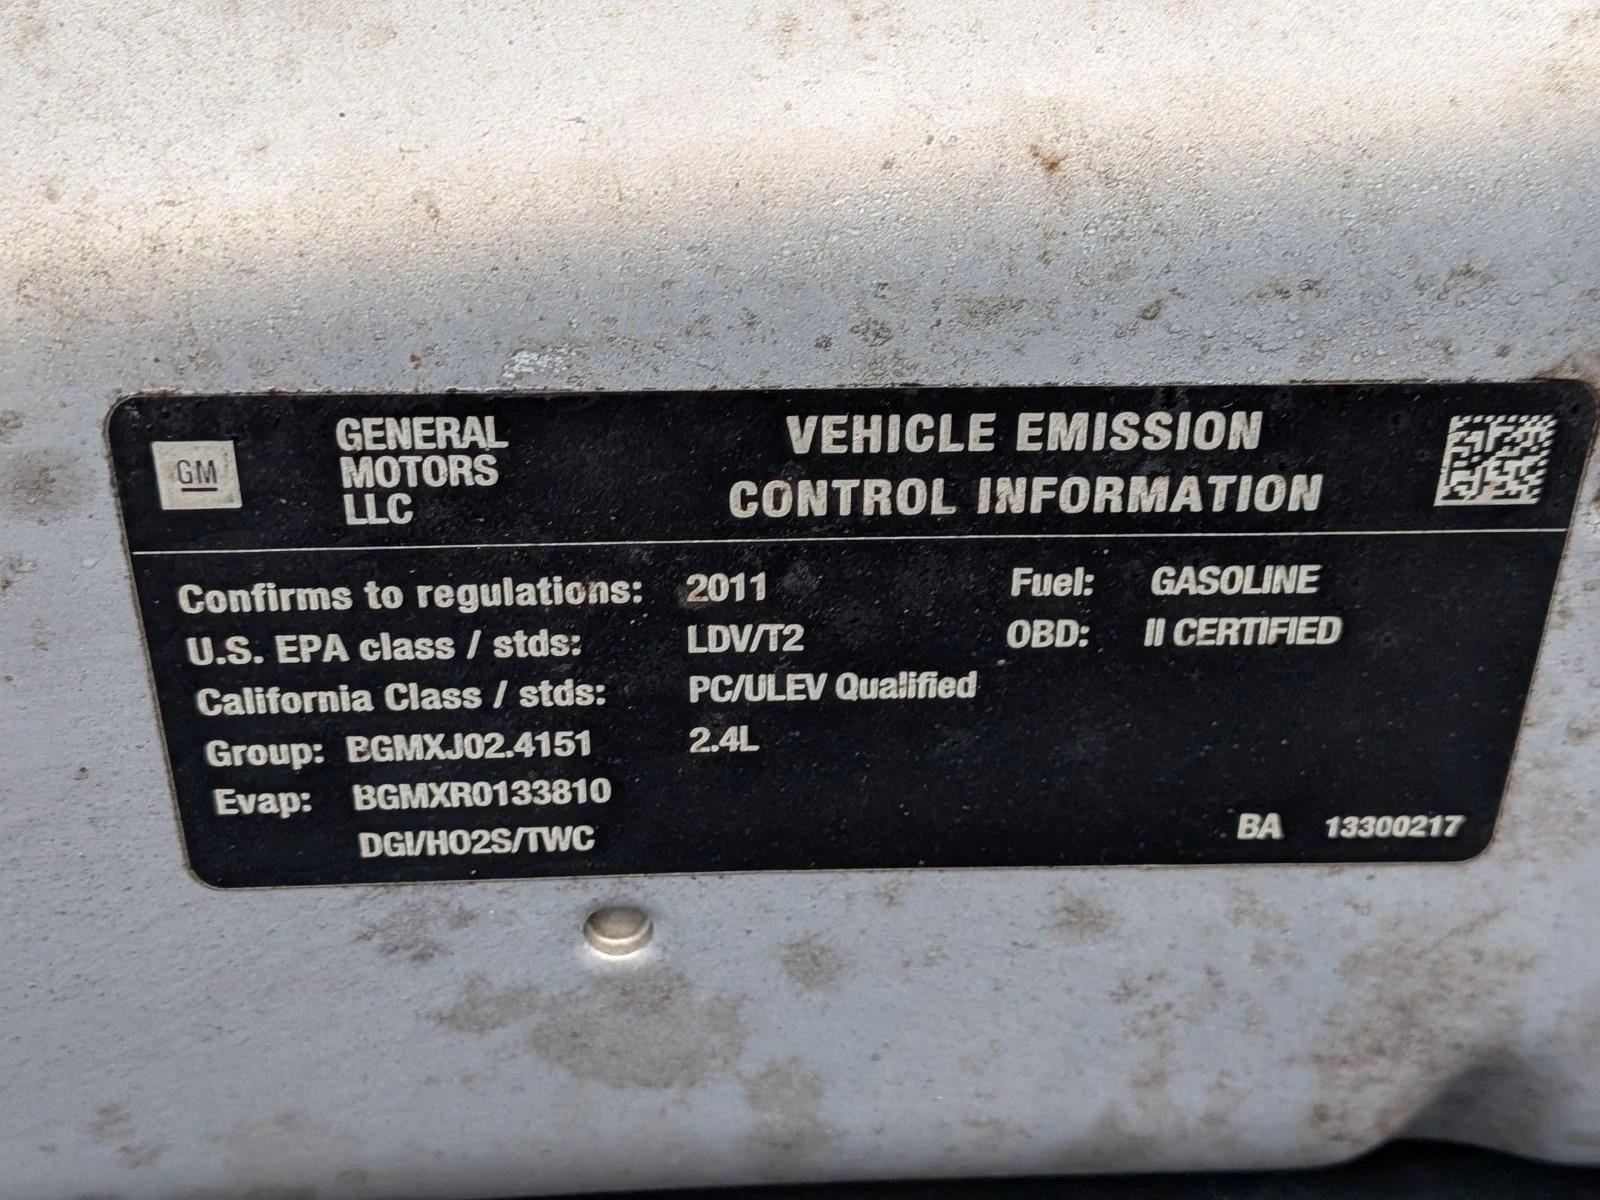 GM
GENERAL
MOTORS
LLC
VEHICLE EMISSION
CONTROL INFORMATION
Confirms to regulations: 2011 Fuel: GASOLINE
U.S. EPA class / stds: LDV/T2 OBD: II CERTIFIED
California Class / stds: PC/ULEV Qualified
Group: BGMXJ02.4151 2.4L
Evap: BGMXR0133810
DGI/HO2S/TWC
BA 13300217